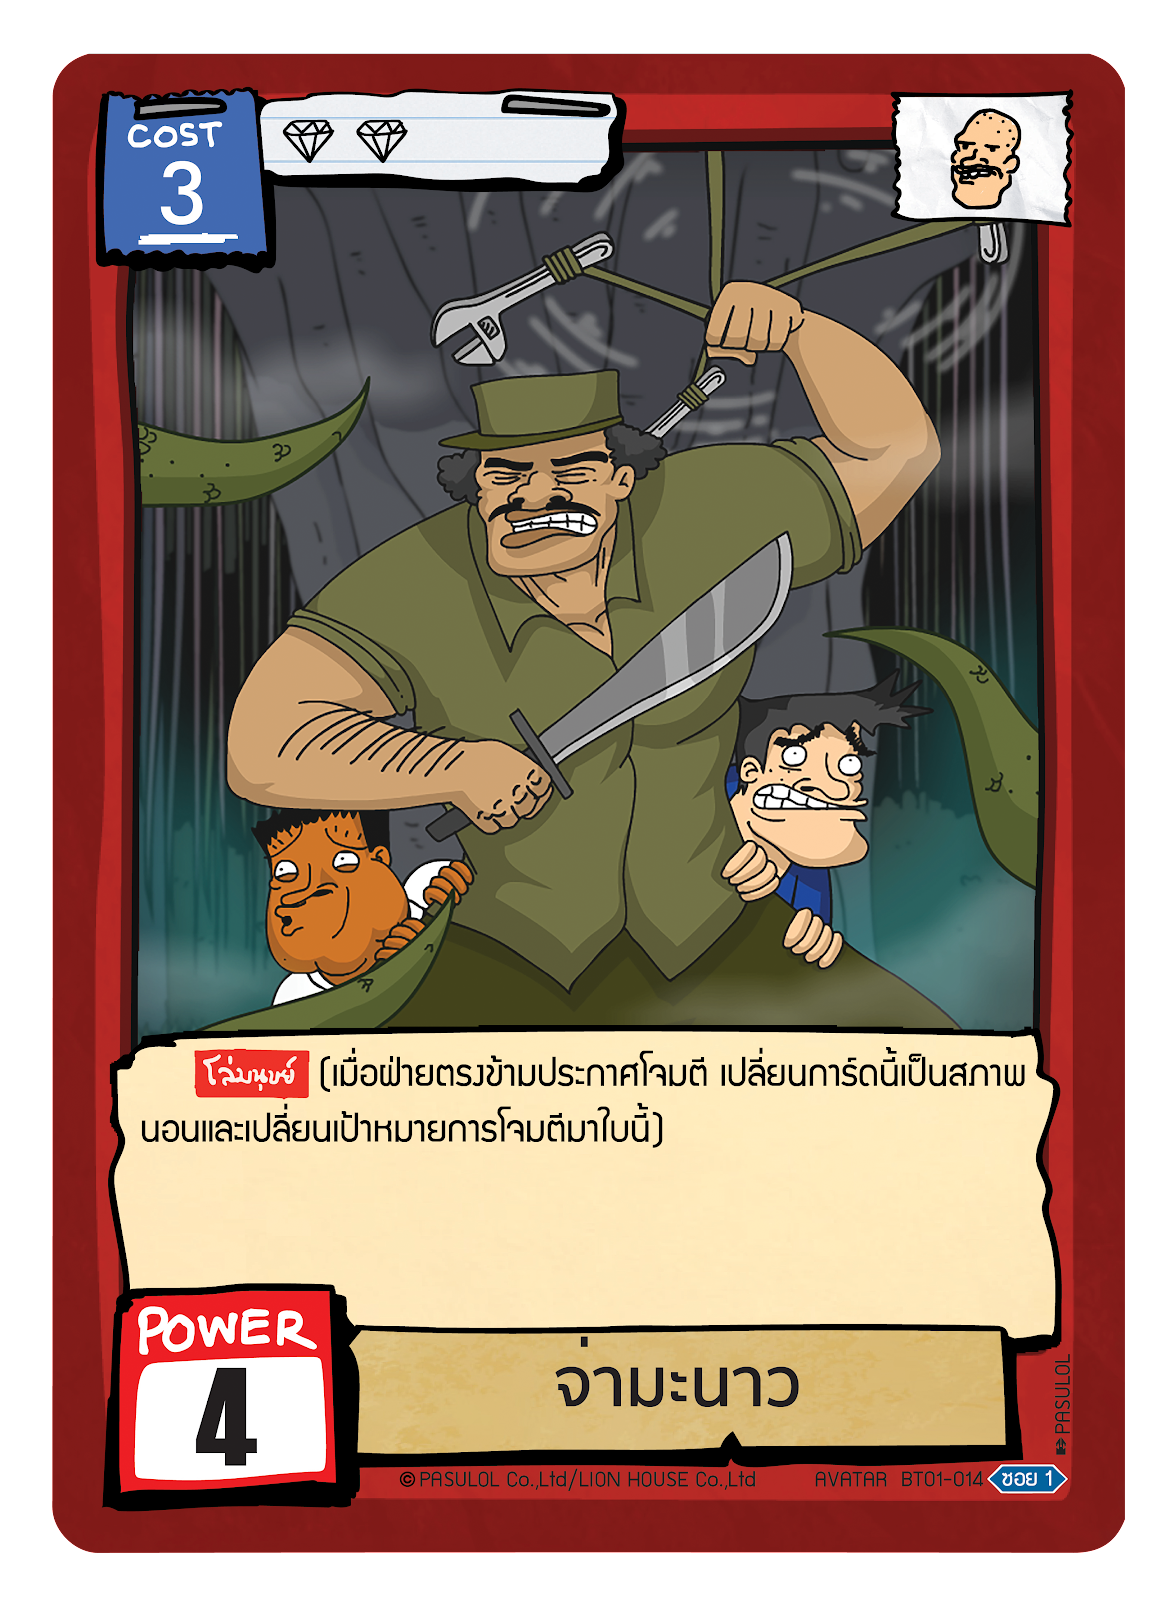 COST
3
โล่มนุษย์ (เมื่อฝ่ายตรงข้ามประกาศโจมตี เปลี่ยนการ์ดนี้เป็นสภาพ
นอนและเปลี่ยนเป้าหมายการโจมตีมาใบนี้)
POWER
4
จ่ามะนาว
PASULOL
© PASULOL Co.,Ltd/LION HOUSE Co.,Ltd
AVATAR BT01-014 ซอย 1